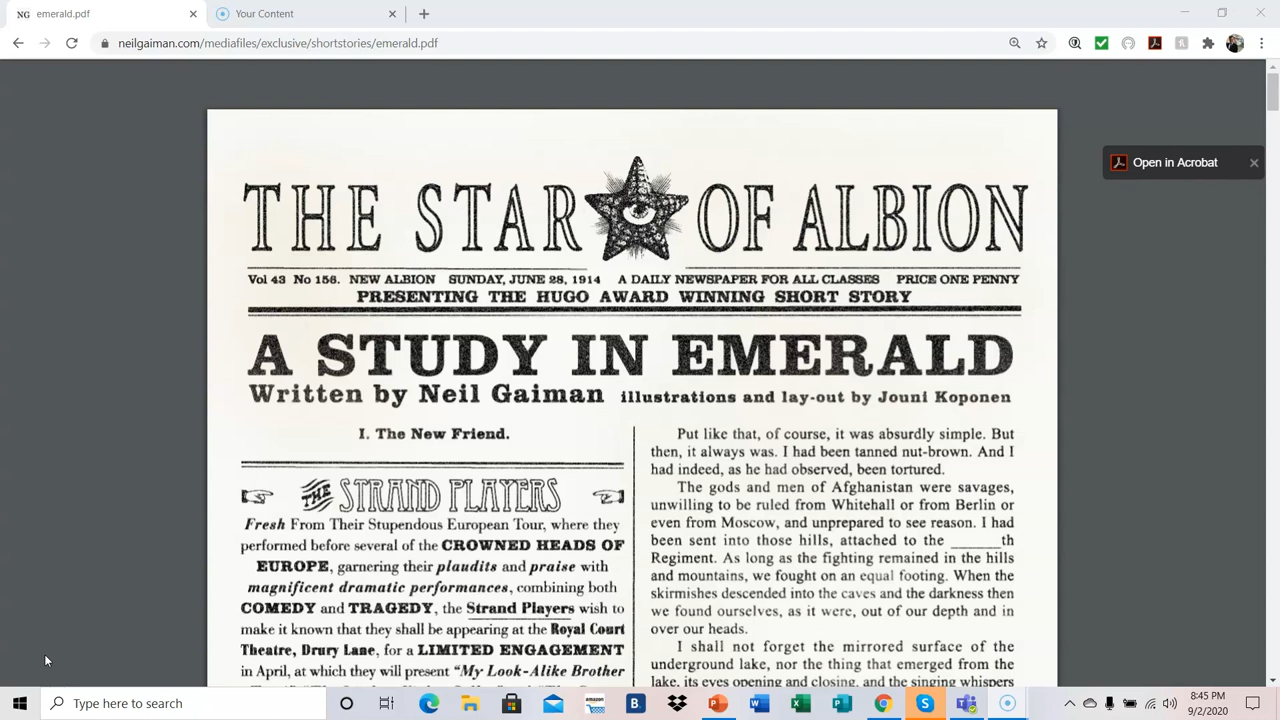 emerald.pdf
Your Content
neilgaiman.com/mediafiles/exclusive/shortstories/emerald.pdf
Open in Acrobat
THE STAR OF ALBION
Vol 43 No 156. NEW ALBION SUNDAY, JUNE 28, 1914 A DAILY NEWSPAPER FOR ALL CLASSES PRICE ONE PENNY
PRESENTING THE HUGO AWARD WINNING SHORT STORY
A STUDY IN EMERALD
Written by Neil Gaiman illustrations and lay-out by Jouni Koponen
I. The New Friend.
THE STRAND PLAYERS
Fresh From Their Stupendous European Tour, where they
performed before several of the CROWNED HEADS OF
EUROPE, garnering their plaudits and praise with
magnificent dramatic performances, combining both
COMEDY and TRAGEDY, the Strand Players wish to
make it known that they shall be appearing at the Royal Court
Theatre, Drury Lane, for a LIMITED ENGAGEMENT
in April, at which they will present "My Look-Alike Brother
Put like that, of course, it was absurdly simple. But
then, it always was. I had been tanned nut-brown. And I
had indeed, as he had observed, been tortured.
The gods and men of Afghanistan were savages,
unwilling to be ruled from Whitehall or from Berlin or
even from Moscow, and unprepared to see reason. I had
been sent into those hills, attached to the ______th
Regiment. As long as the fighting remained in the hills
and mountains, we fought on an equal footing. When the
skirmishes descended into the caves and the darkness then
we found ourselves, as it were, out of our depth and in
over our heads.
I shall not forget the mirrored surface of the
underground lake, nor the thing that emerged from the
lake, its eyes opening and closing, and the singing whispers
Type here to search
8:45 PM
9/2/2020